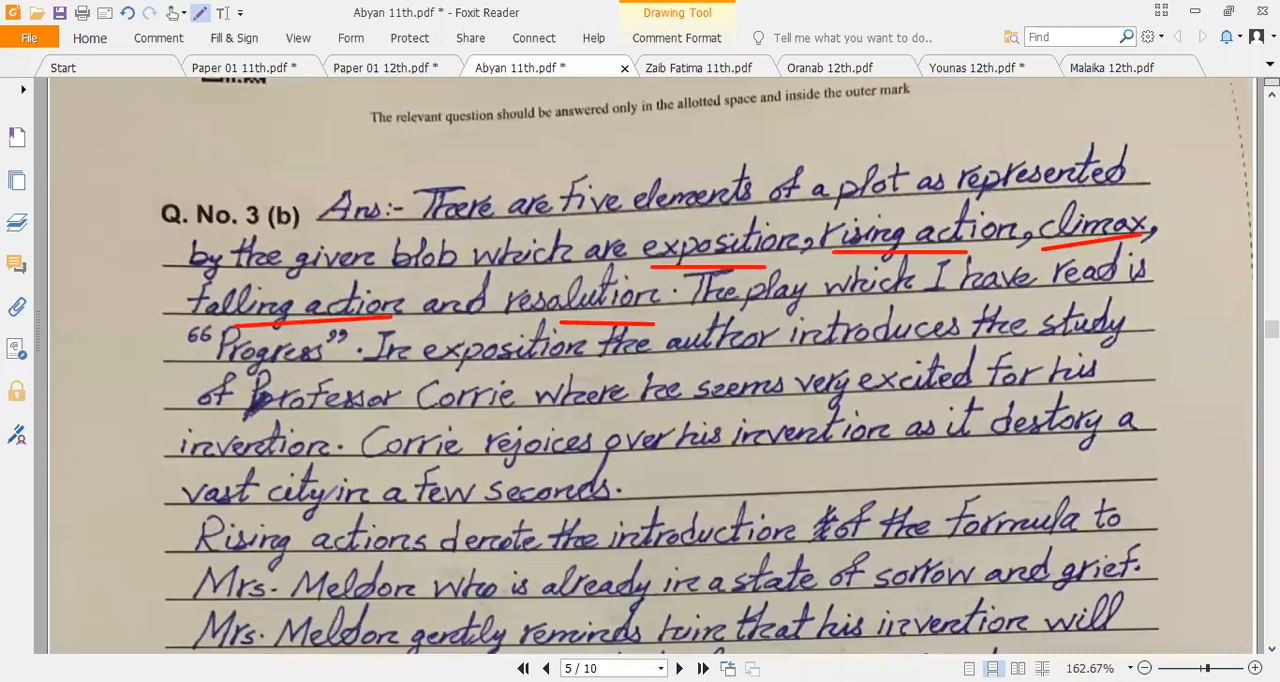 Abyan 11th.pdf * - Foxit Reader
Drawing Tool
File Home Comment Fill & Sign View Form Protect Share Connect Help Comment Format Tell me what you want to do.. Find
Start Paper 01 11th.pdf * Paper 01 12th.pdf * Abyan 11th.pdf * Zaib Fatima 11th.pdf Oranab 12th.pdf Younas 12th.pdf * Malaika 12th.pdf
The relevant question should be answered only in the allotted space and inside the outer mark
Q. No. 3 (b) Ans:- There are five elements of a plot as represented
by the given blob which are exposition, rising action, climax,
falling action and resalution. The play which I have read is
"Progress". In exposition the author introduces the study
of Professor Corrie where he seems very excited for his
invention. Corrie rejoices over his invention as it destory a
vast city in a few seconds.
Rising actions denote the introduction of the formula to
Mrs. Meldon who is already in a state of sorrow and grief.
Mrs. Meldon gently reminds him that his invention will
5 / 10 162.67%